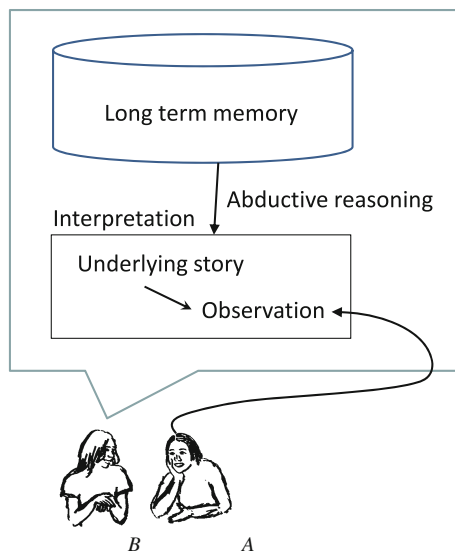 Long term memory
Abductive reasoning
Interpretation
Underlying story
Observation
B A